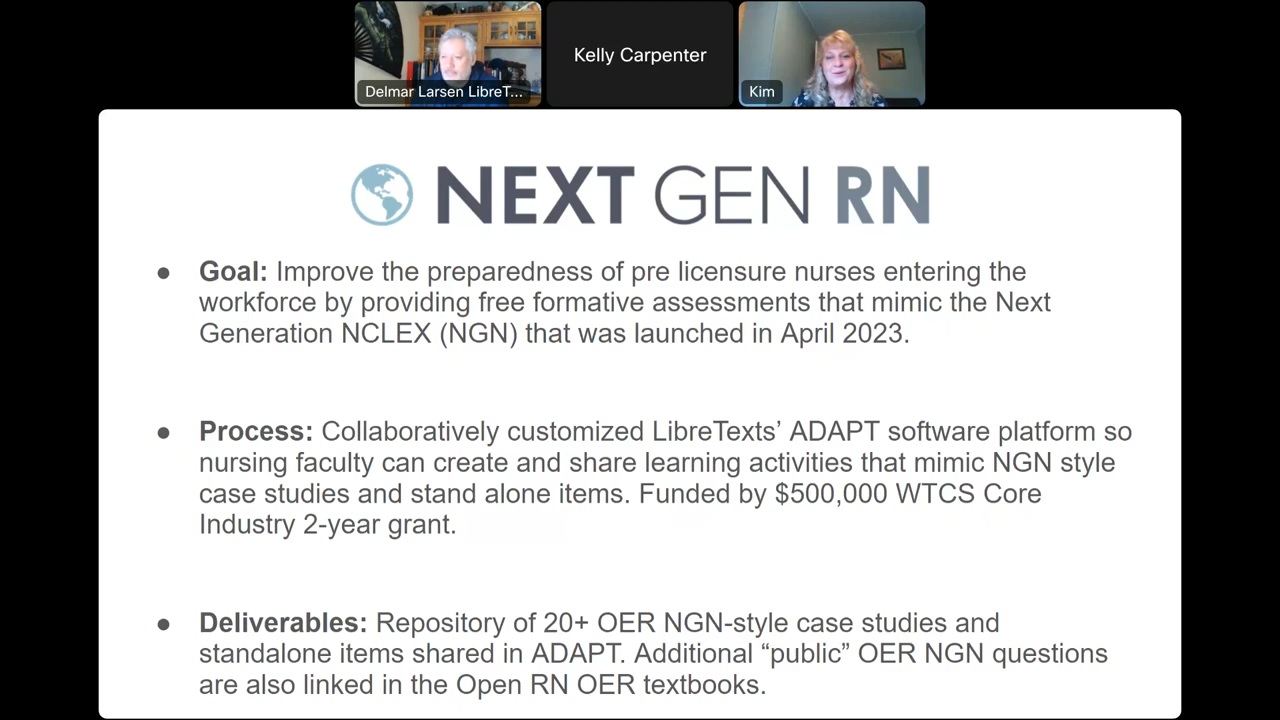 Delmar Larsen LibreT...
Kelly Carpenter
Kim
NEXT GEN RN
● Goal: Improve the preparedness of pre licensure nurses entering the
workforce by providing free formative assessments that mimic the Next
Generation NCLEX (NGN) that was launched in April 2023.
● Process: Collaboratively customized LibreTexts’ ADAPT software platform so
nursing faculty can create and share learning activities that mimic NGN style
case studies and stand alone items. Funded by $500,000 WTCS Core
Industry 2-year grant.
● Deliverables: Repository of 20+ OER NGN-style case studies and
standalone items shared in ADAPT. Additional “public” OER NGN questions
are also linked in the Open RN OER textbooks.